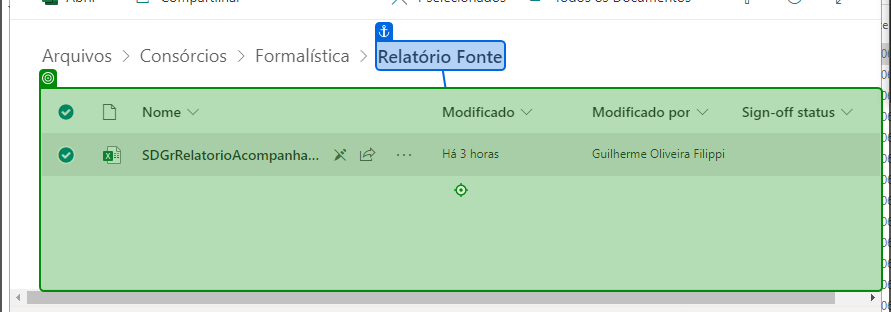 Abrir Compartilhar 1 selecionados Todos os Documentos
Arquivos > Consórcios > Formalística > Relatório Fonte
Nome Modificado Modificado por Sign-off status
SDGrRelatorioAcompanha... ... Há 3 horas Guilherme Oliveira Filippi